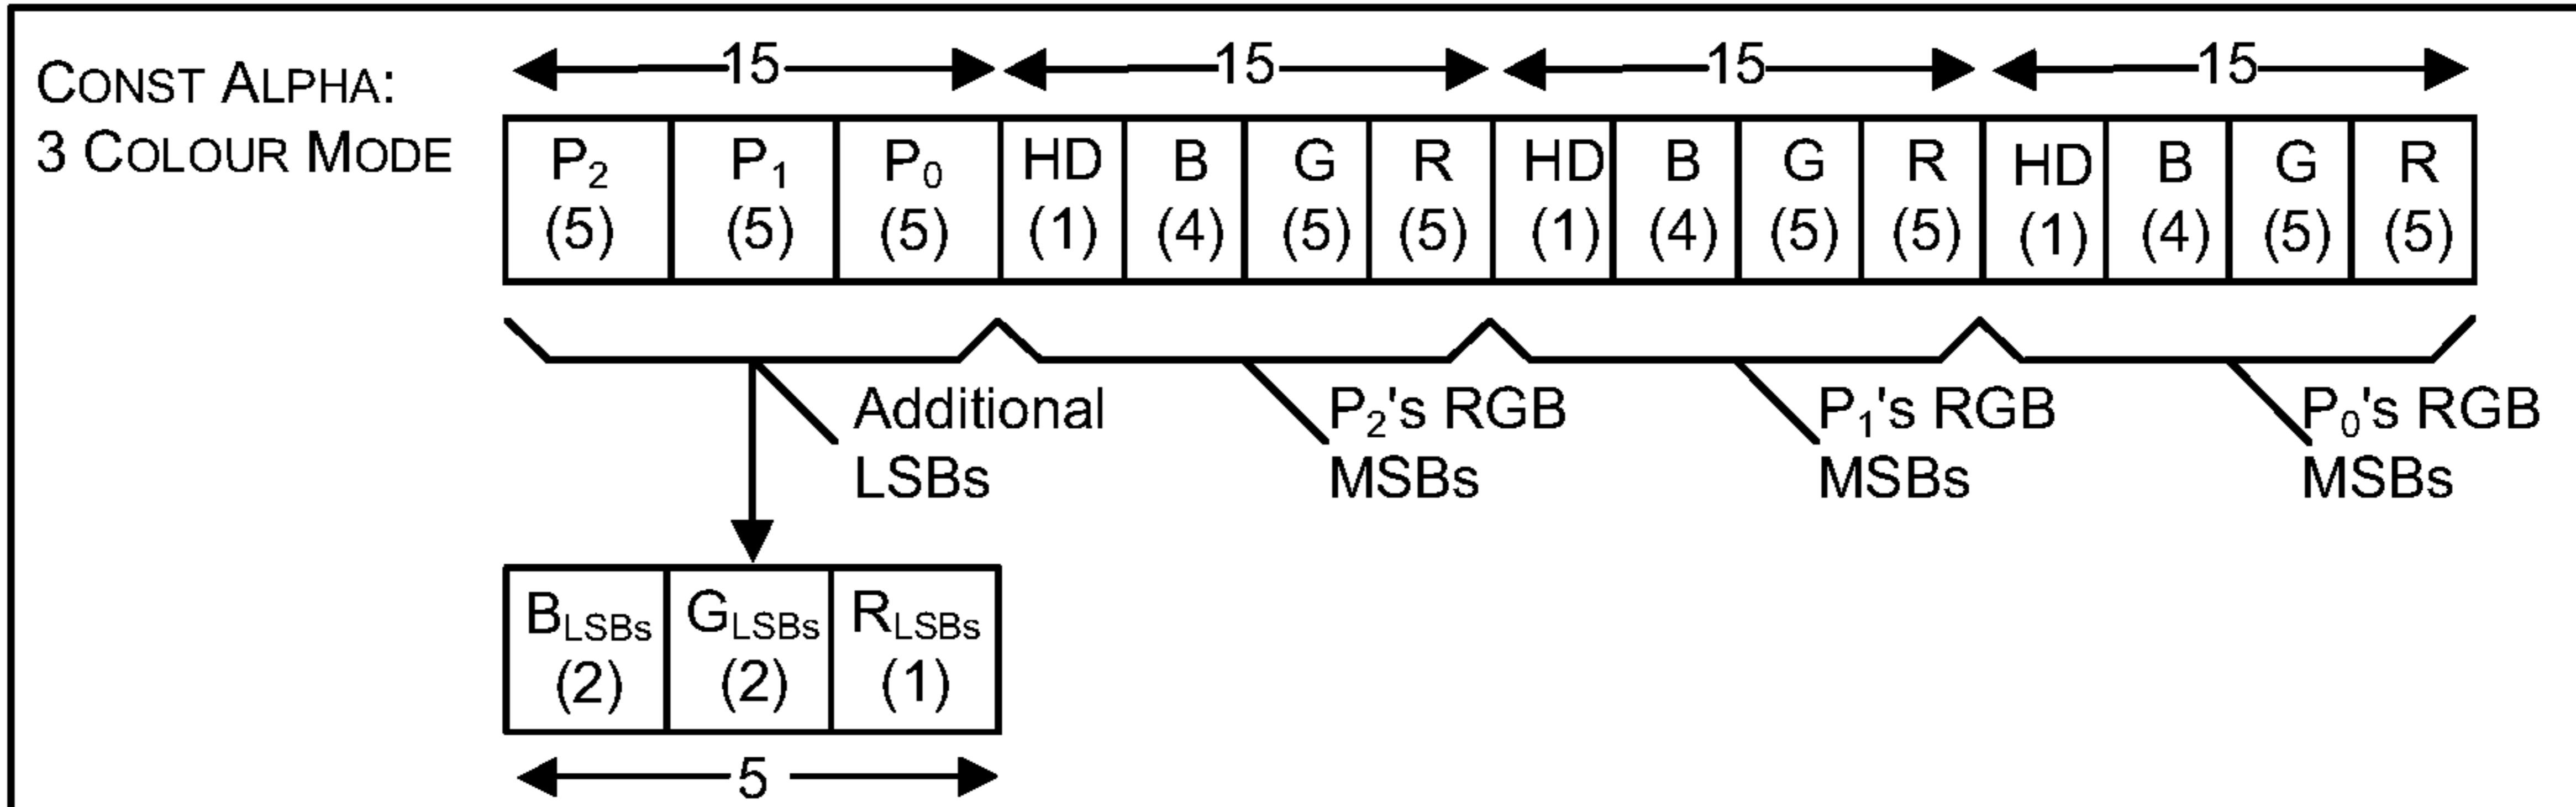 CONST ALPHA:
3 COLOUR MODE
15 15 15 15
P2 P1 P0 HD B G R HD B G R HD B G R
(5) (5) (5) (1) (4) (5) (5) (1) (4) (5) (5) (1) (4) (5) (5)
Additional P2's RGB P1's RGB P0's RGB
LSBs MSBs MSBs MSBs
BLSBs GLSBs RLSBs
(2) (2) (1)
5